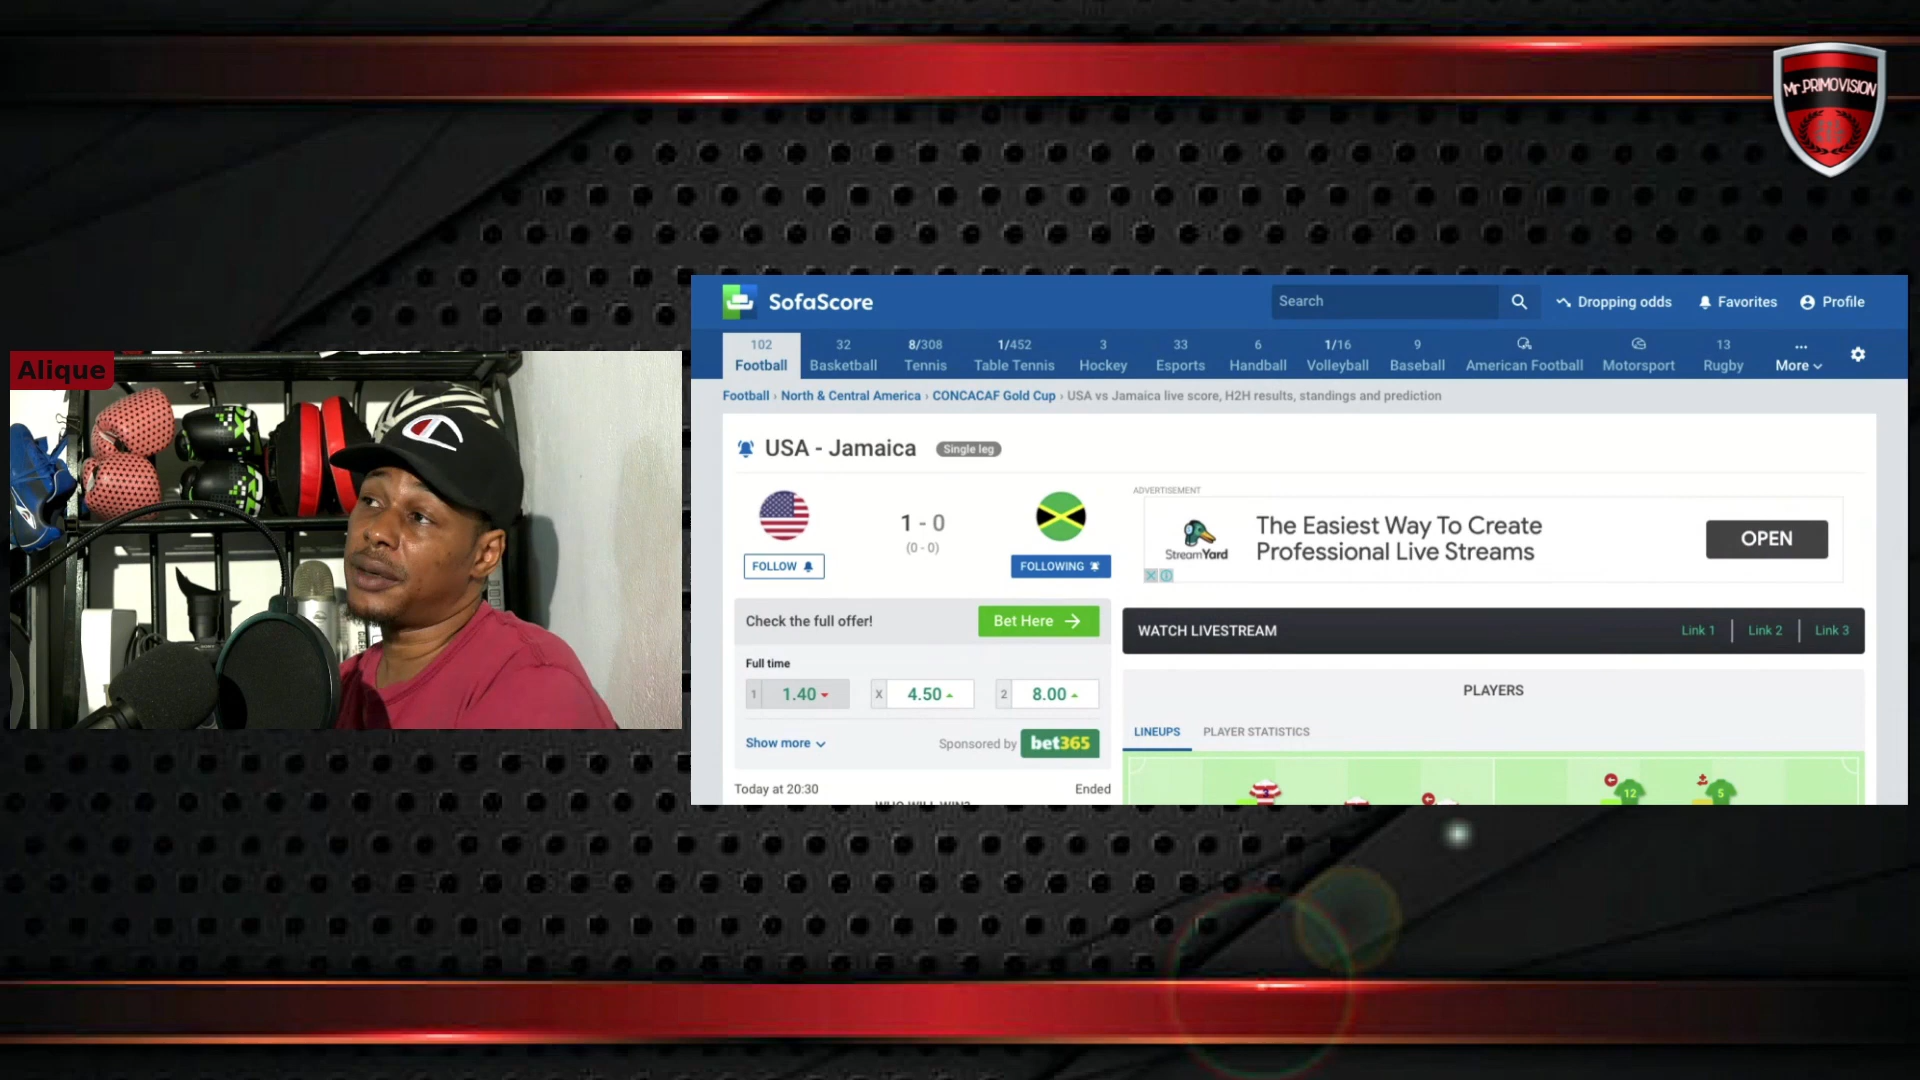 Mr.PRIMOVISION
Alique
SofaScore
Search
Dropping odds
Favorites
Profile
102 32 8/308 1/452 3 33 6 1/16 9 13 ...
Football Basketball Tennis Table Tennis Hockey Esports Handball Volleyball Baseball American Football Motorsport Rugby More
Football › North & Central America › CONCACAF Gold Cup › USA vs Jamaica live score, H2H results, standings and prediction
USA - Jamaica Single leg
1 - 0
(0 - 0)
FOLLOW
FOLLOWING
ADVERTISEMENT
StreamYard
The Easiest Way To Create
Professional Live Streams
OPEN
Check the full offer!
Bet Here
Full time
1 1.40 X 4.50 2 8.00
Show more
Sponsored by bet365
Today at 20:30 Ended
WHO WILL WIN?
WATCH LIVESTREAM
Link 1 Link 2 Link 3
PLAYERS
LINEUPS PLAYER STATISTICS
12 5